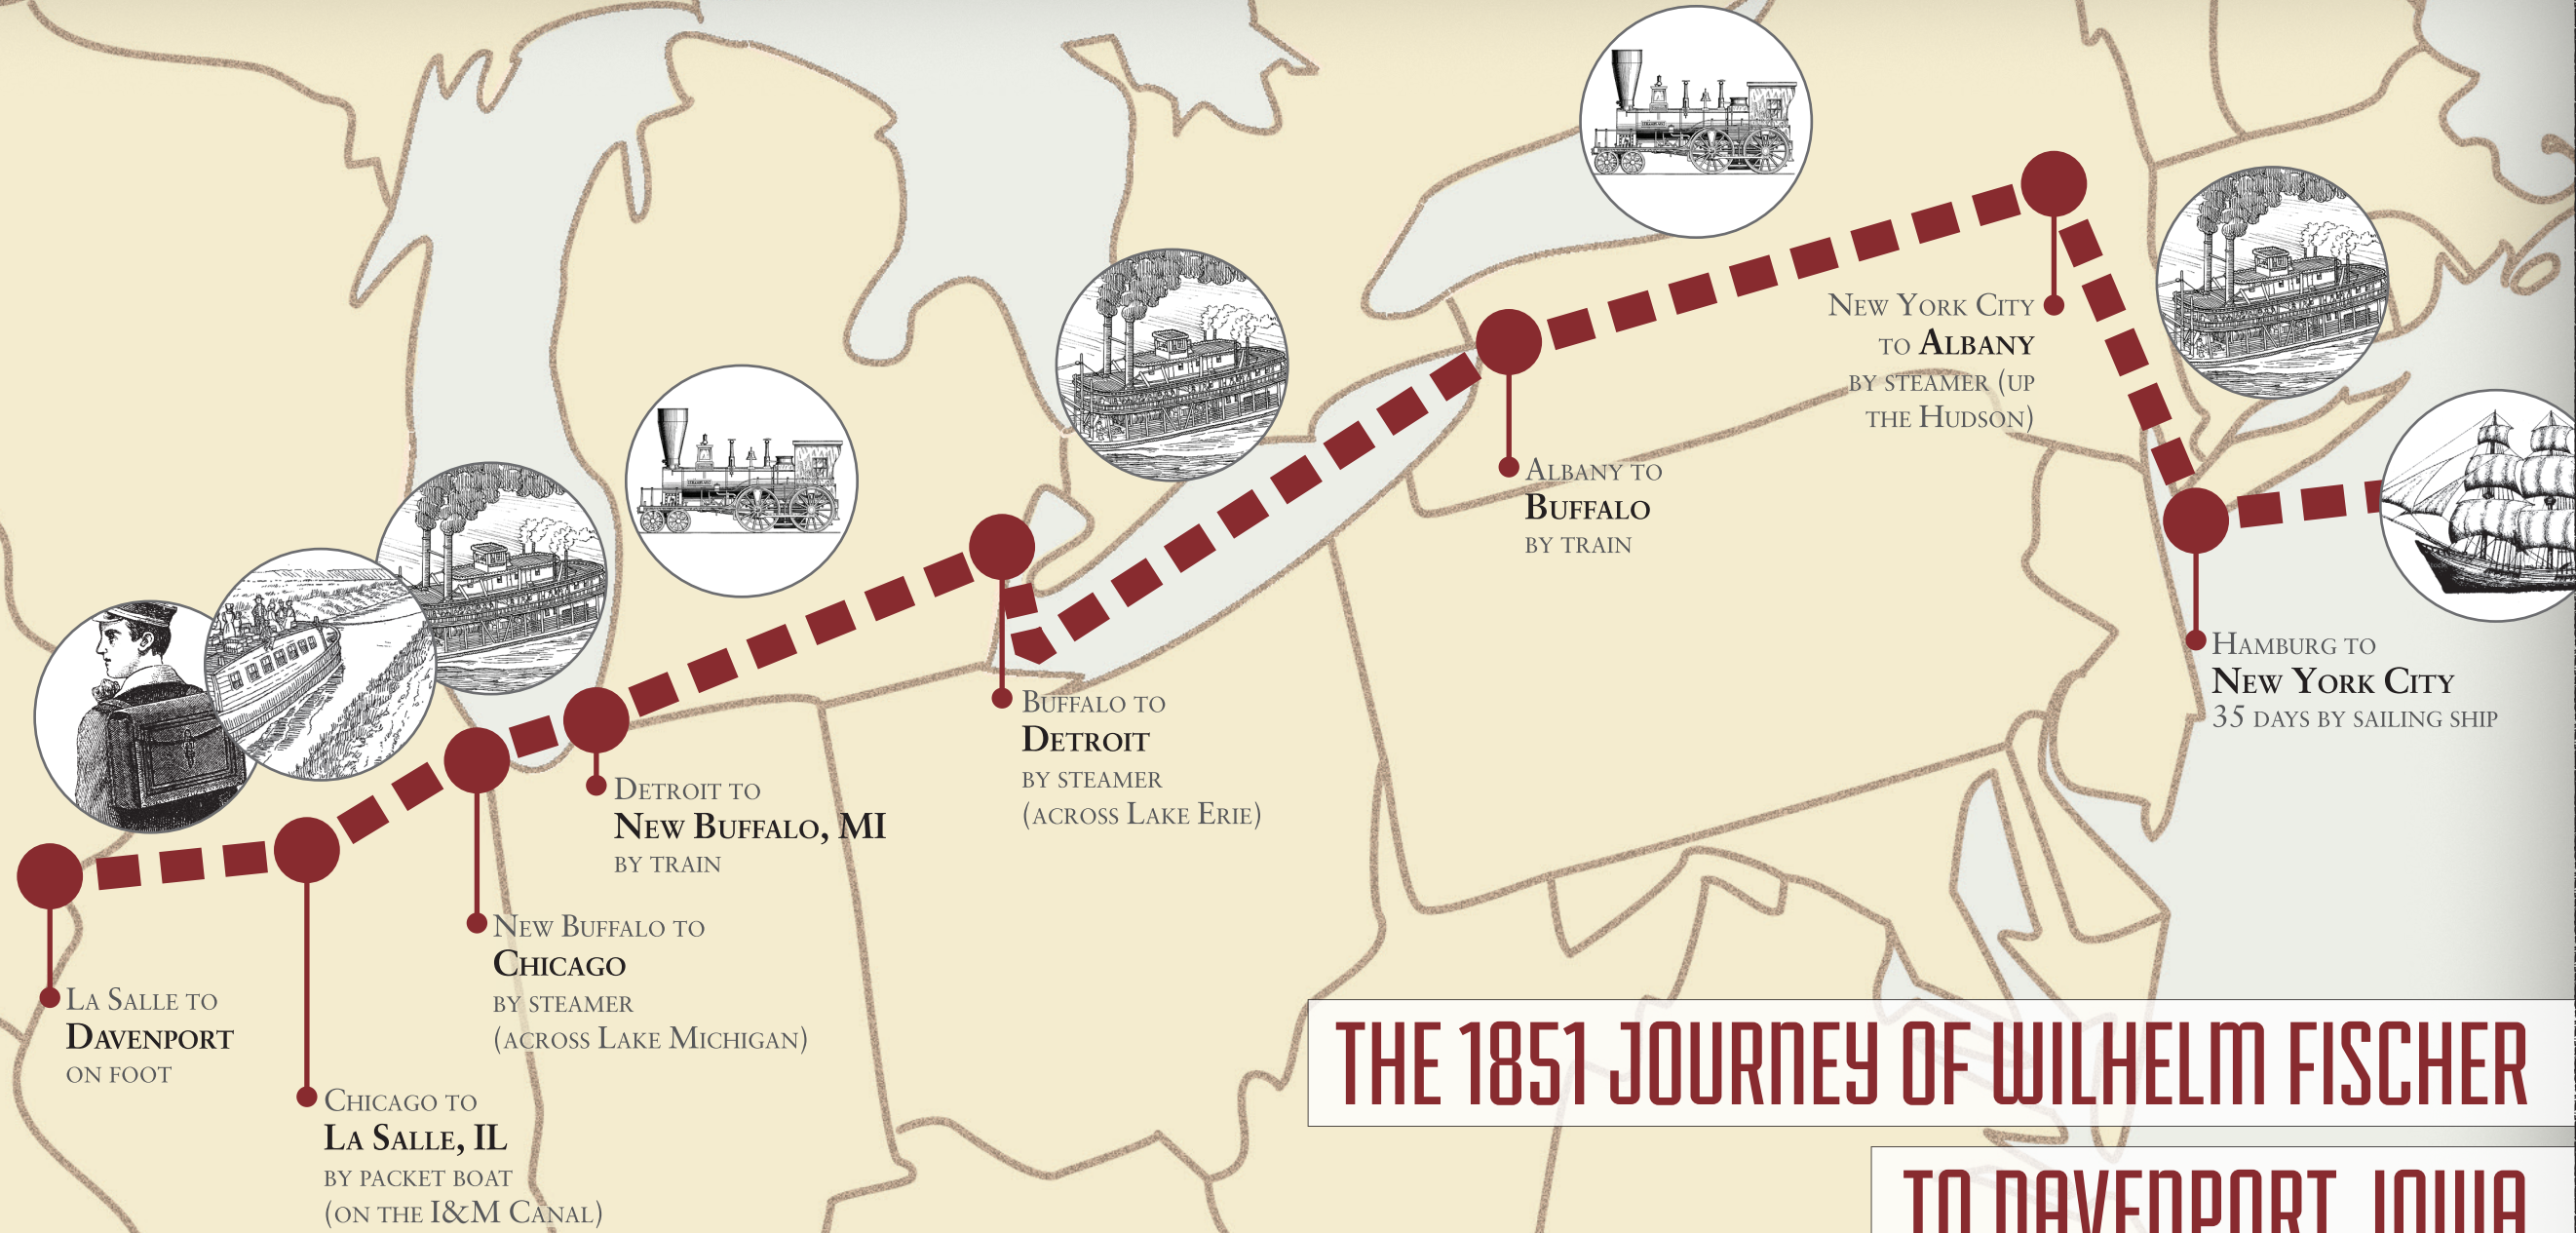 New York City
to Albany
by steamer (up
the Hudson)
Albany to
Buffalo
by train
Hamburg to
New York City
35 days by sailing ship
Buffalo to
Detroit
by steamer
(across Lake Erie)
Detroit to
New Buffalo, MI
by train
New Buffalo to
Chicago
by steamer
(across Lake Michigan)
La Salle to
Davenport
on foot
Chicago to
La Salle, IL
by packet boat
(on the I&M Canal)
THE 1851 JOURNEY OF WILHELM FISCHER
TO DAVENPORT, IOWA